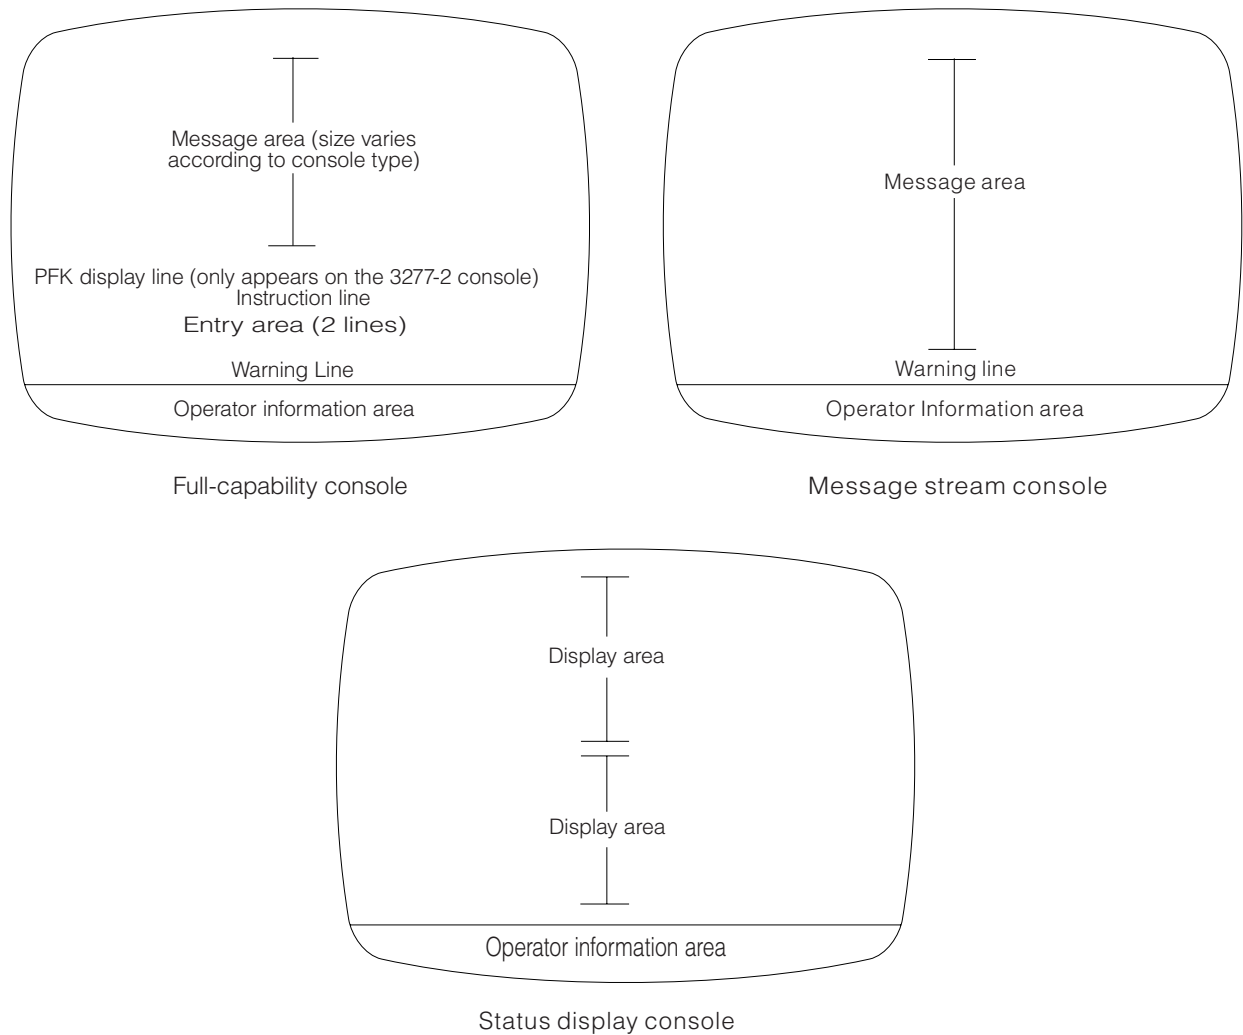 Message area (size varies
according to console type)
PFK display line (only appears on the 3277-2 console)
Instruction line
Entry area (2 lines)
Warning Line
Operator information area
Full-capability console
Message area
Warning line
Operator Information area
Message stream console
Display area
Display area
Operator information area
Status display console